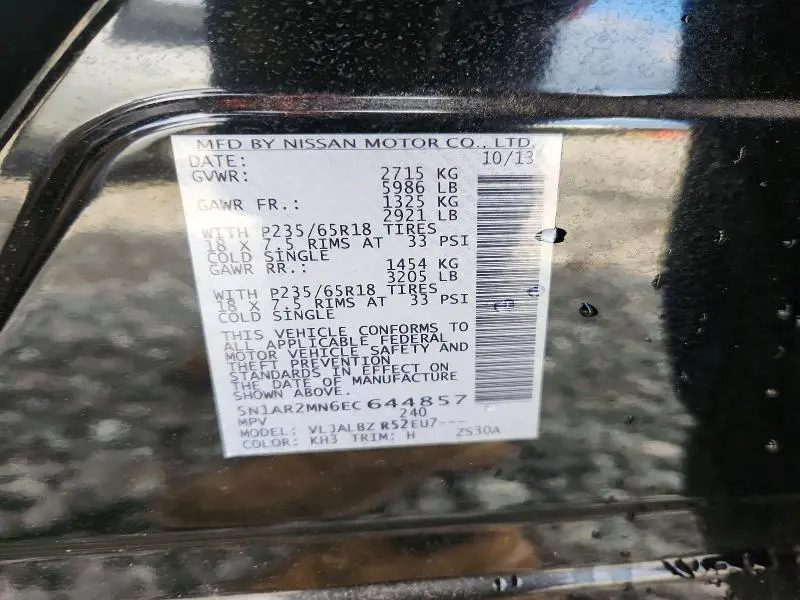 MFD BY NISSAN MOTOR CO., LTD.
DATE: 10/13
GVWR: 2715 KG
5986 LB
GAWR FR.: 1325 KG
2921 LB
WITH P235/65R18 TIRES
18 X 7.5 RIMS AT 33 PSI
COLD SINGLE
GAWR RR.: 1454 KG
3205 LB
WITH P235/65R18 TIRES
18 X 7.5 RIMS AT 33 PSI
COLD SINGLE
THIS VEHICLE CONFORMS TO
ALL APPLICABLE FEDERAL
MOTOR VEHICLE SAFETY AND
THEFT PREVENTION
STANDARDS IN EFFECT ON
THE DATE OF MANUFACTURE
SHOWN ABOVE.
5N1AR2MN6EC644857
MPV 240
MODEL: VLJALBZ R52EU7---
COLOR: KH3 TRIM: H ZS30A